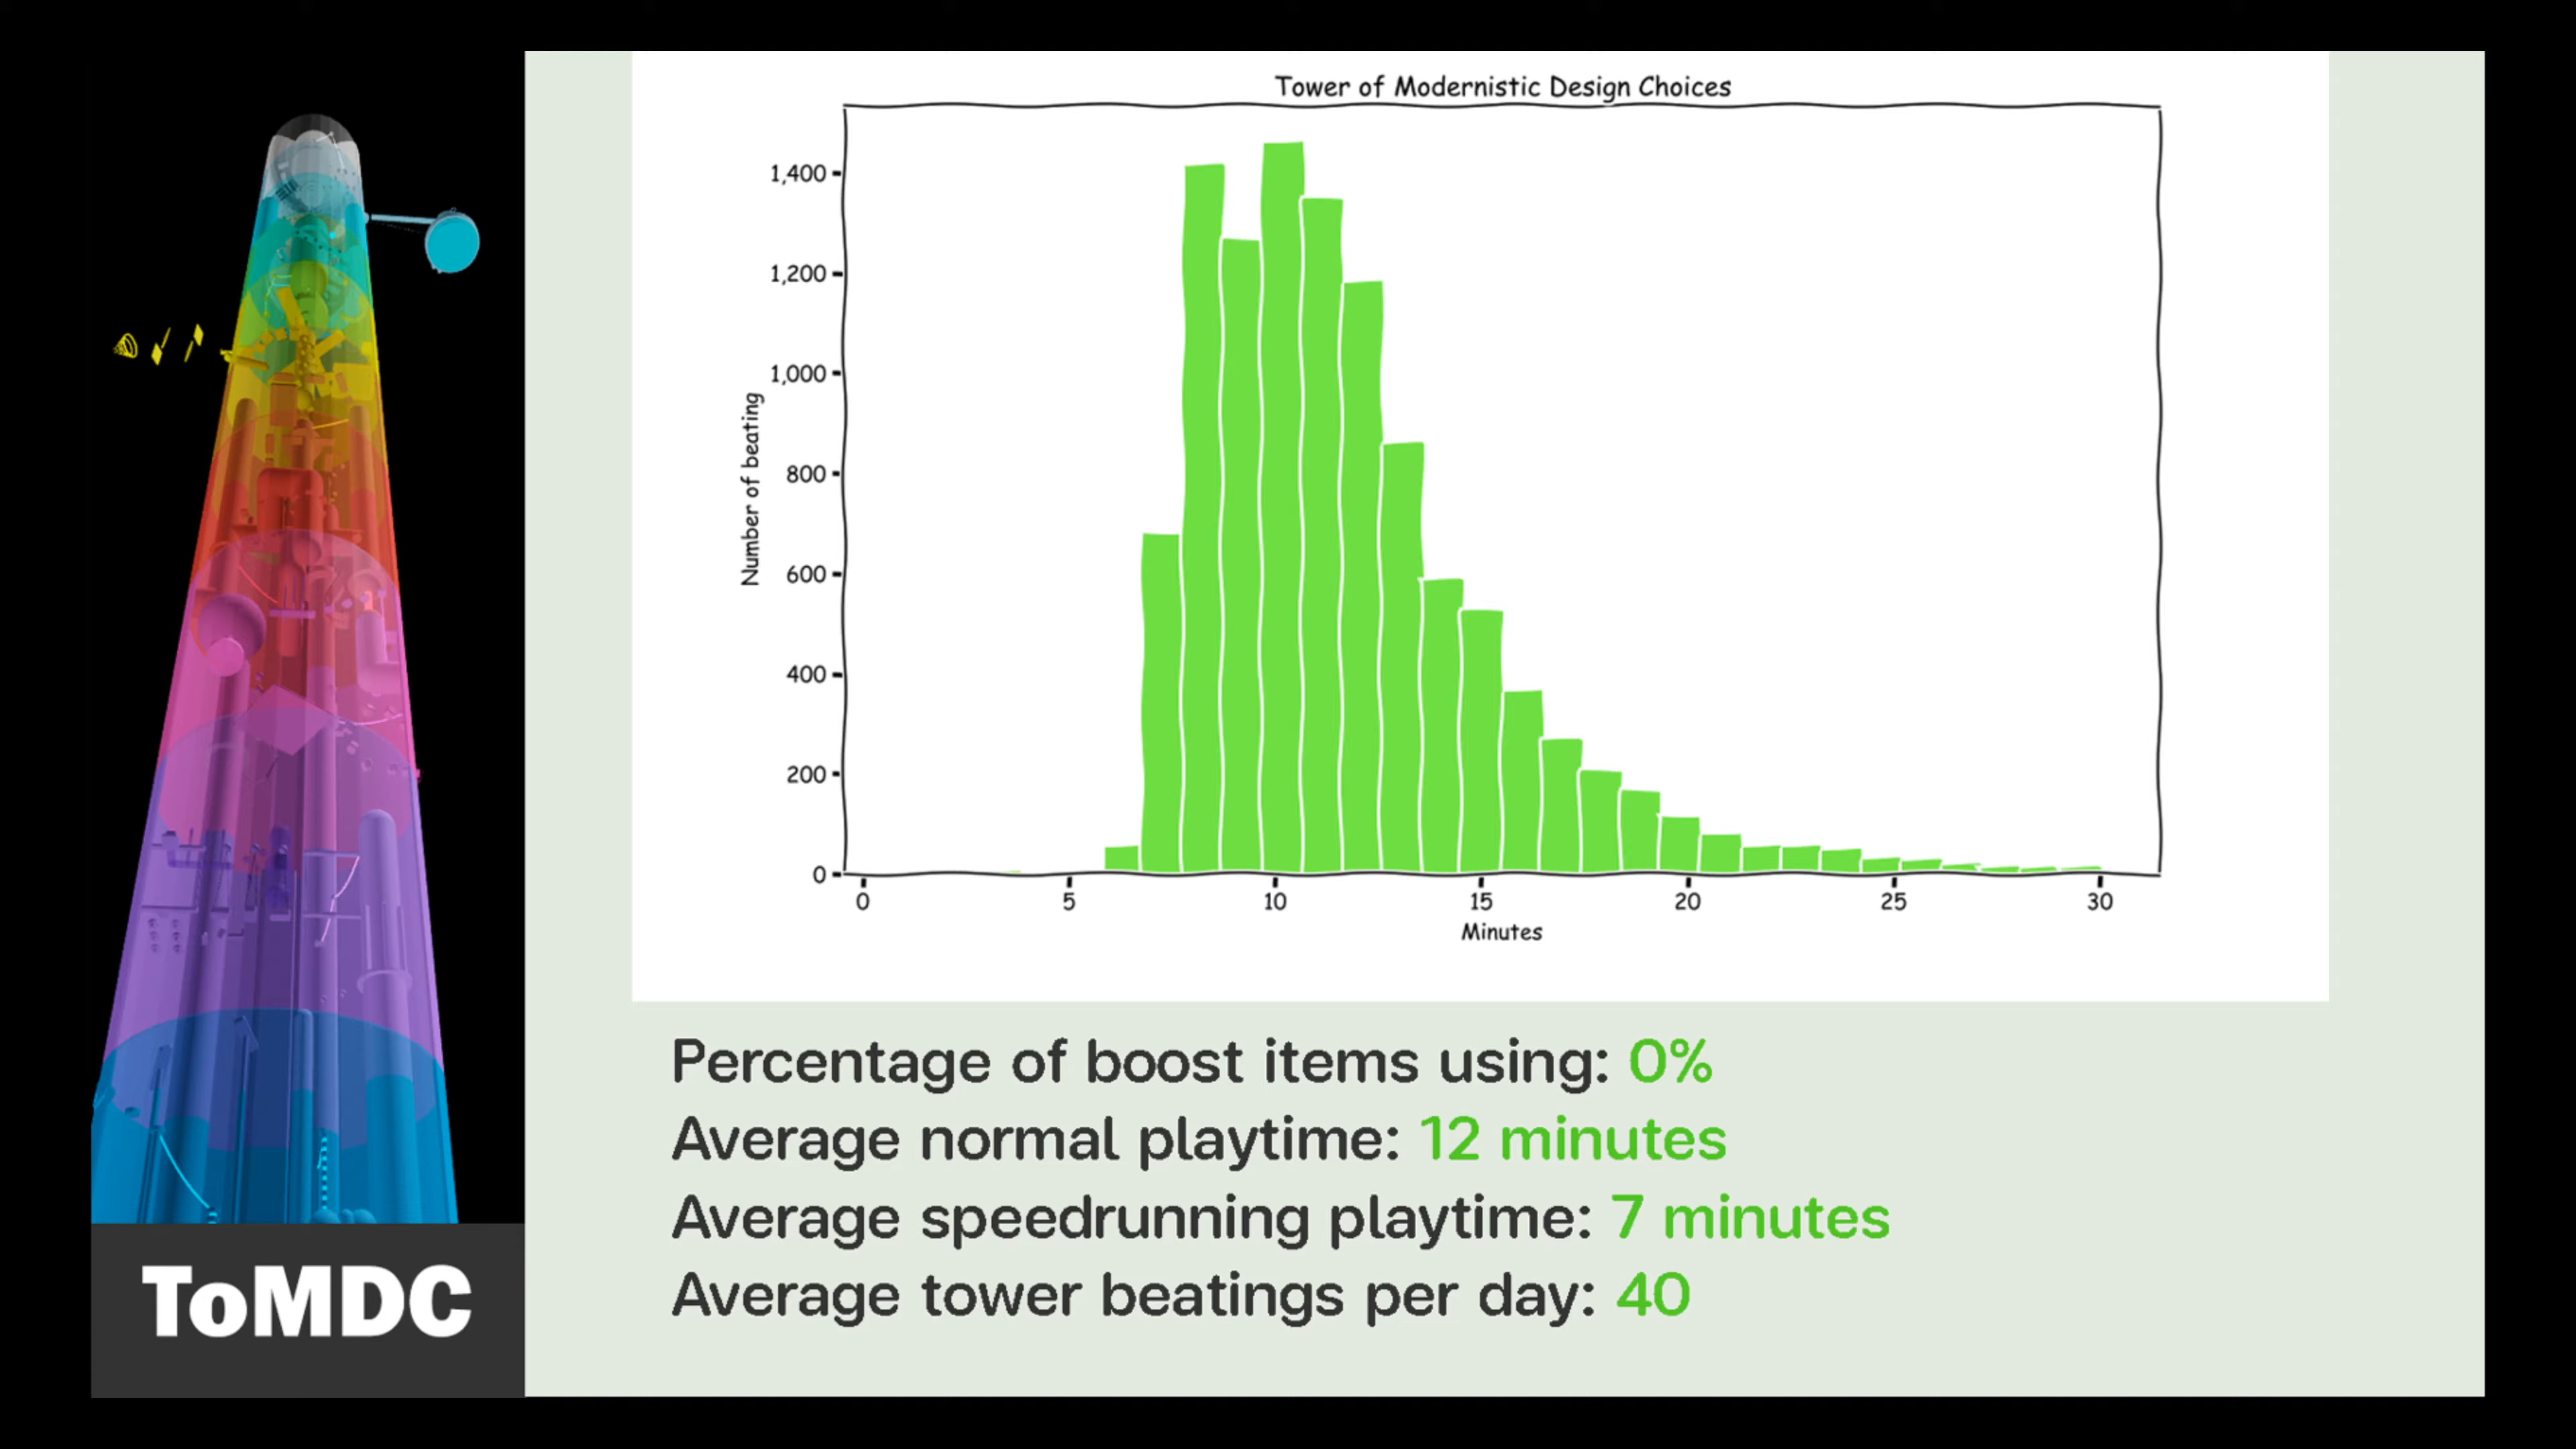 Tower of Modernistic Design Choices
1,400
1,200
1,000
800
600
400
200
0
Number of beating
0 5 10 15 20 25 30
Minutes
Percentage of boost items using: 0%
Average normal playtime: 12 minutes
Average speedrunning playtime: 7 minutes
Average tower beatings per day: 40
ToMDC